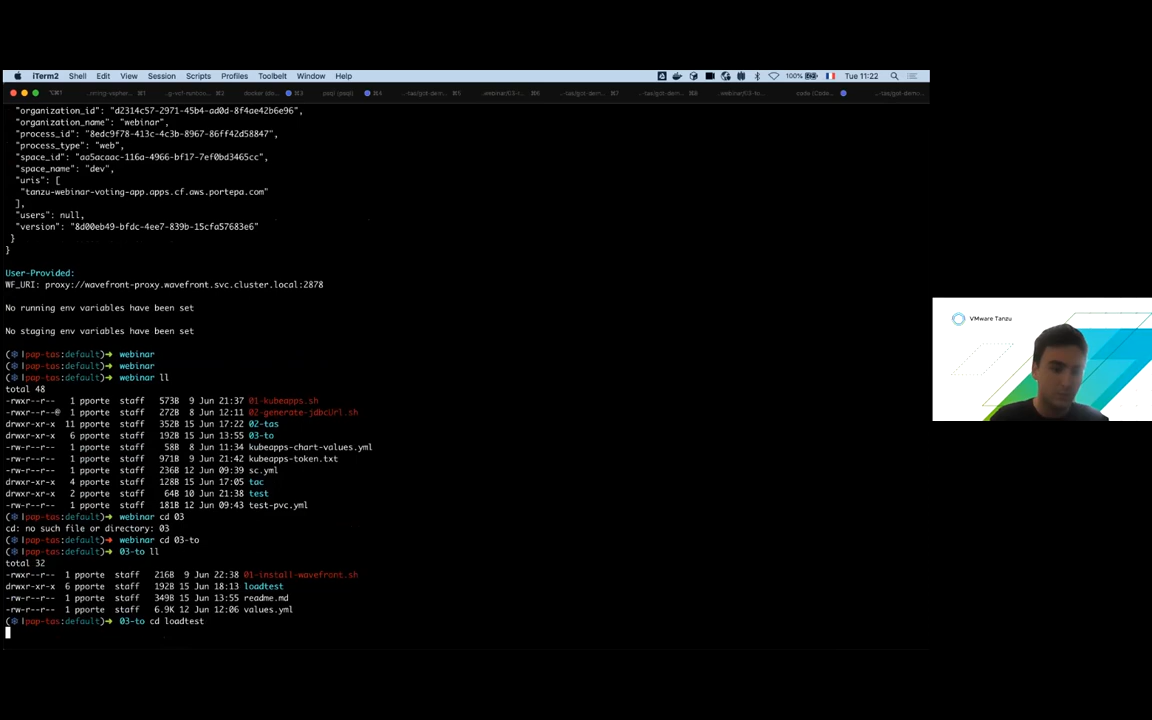 iTerm2 Shell Edit View Session Scripts Profiles Toolbelt Window Help 100% Tue 11:22
"organization_id": "d2314c57-2971-45b4-ad0d-8f4ae42b6e96",
"organization_name": "webinar",
"process_id": "8edc9f78-413c-4c3b-8967-86ff42d58847",
"process_type": "web",
"space_id": "aa5acaac-116a-4966-bf17-7ef0bd3465cc",
"space_name": "dev",
"uris": [
"tanzu-webinar-voting-app.apps.cf.aws.portepa.com"
],
"users": null,
"version": "8d00eb49-bfdc-4ee7-839b-15cfa57683e6"
}
}
User-Provided:
WF_URI: proxy://wavefront-proxy.wavefront.svc.cluster.local:2878
No running env variables have been set
No staging env variables have been set
(⎈ |pap-tas:default)➜ webinar
(⎈ |pap-tas:default)➜ webinar
(⎈ |pap-tas:default)➜ webinar ll
total 48
-rwxr--r-- 1 pporte staff 573B 9 Jun 21:37 01-kubeapps.sh
-rwxr--r--@ 1 pporte staff 272B 8 Jun 12:11 02-generate-jdbcUrl.sh
drwxr-xr-x 11 pporte staff 352B 15 Jun 17:22 02-tas
drwxr-xr-x 6 pporte staff 192B 15 Jun 13:55 03-to
-rw-r--r-- 1 pporte staff 58B 8 Jun 11:34 kubeapps-chart-values.yml
-rw-r--r-- 1 pporte staff 971B 9 Jun 21:42 kubeapps-token.txt
-rw-r--r-- 1 pporte staff 236B 12 Jun 09:39 sc.yml
drwxr-xr-x 4 pporte staff 128B 15 Jun 17:05 tac
drwxr-xr-x 2 pporte staff 64B 10 Jun 21:38 test
-rw-r--r-- 1 pporte staff 181B 12 Jun 09:43 test-pvc.yml
(⎈ |pap-tas:default)➜ webinar cd 03
cd: no such file or directory: 03
(⎈ |pap-tas:default)➜ webinar cd 03-to
(⎈ |pap-tas:default)➜ 03-to ll
total 32
-rwxr--r-- 1 pporte staff 216B 9 Jun 22:38 01-install-wavefront.sh
drwxr-xr-x 6 pporte staff 192B 15 Jun 18:13 loadtest
-rw-r--r-- 1 pporte staff 349B 15 Jun 13:55 readme.md
-rw-r--r-- 1 pporte staff 6.9K 12 Jun 12:06 values.yml
(⎈ |pap-tas:default)➜ 03-to cd loadtest
VMware Tanzu